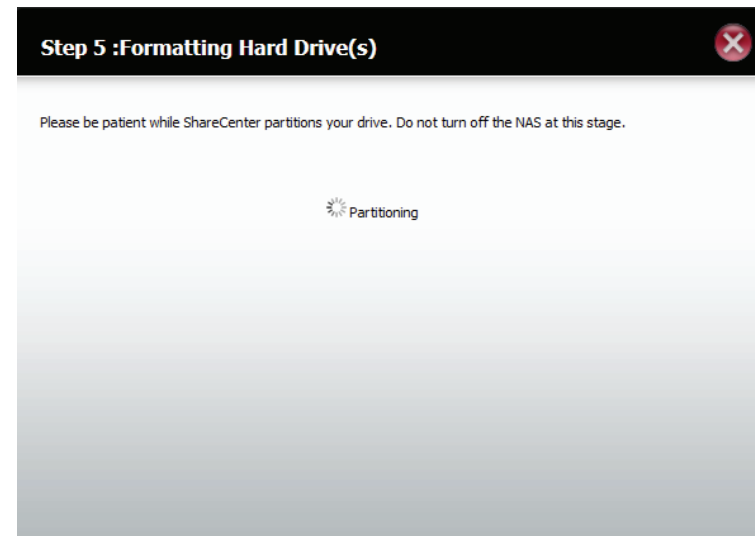 Step 5 :Formatting Hard Drive(s)
Please be patient while ShareCenter partitions your drive. Do not turn off the NAS at this stage.
Partitioning